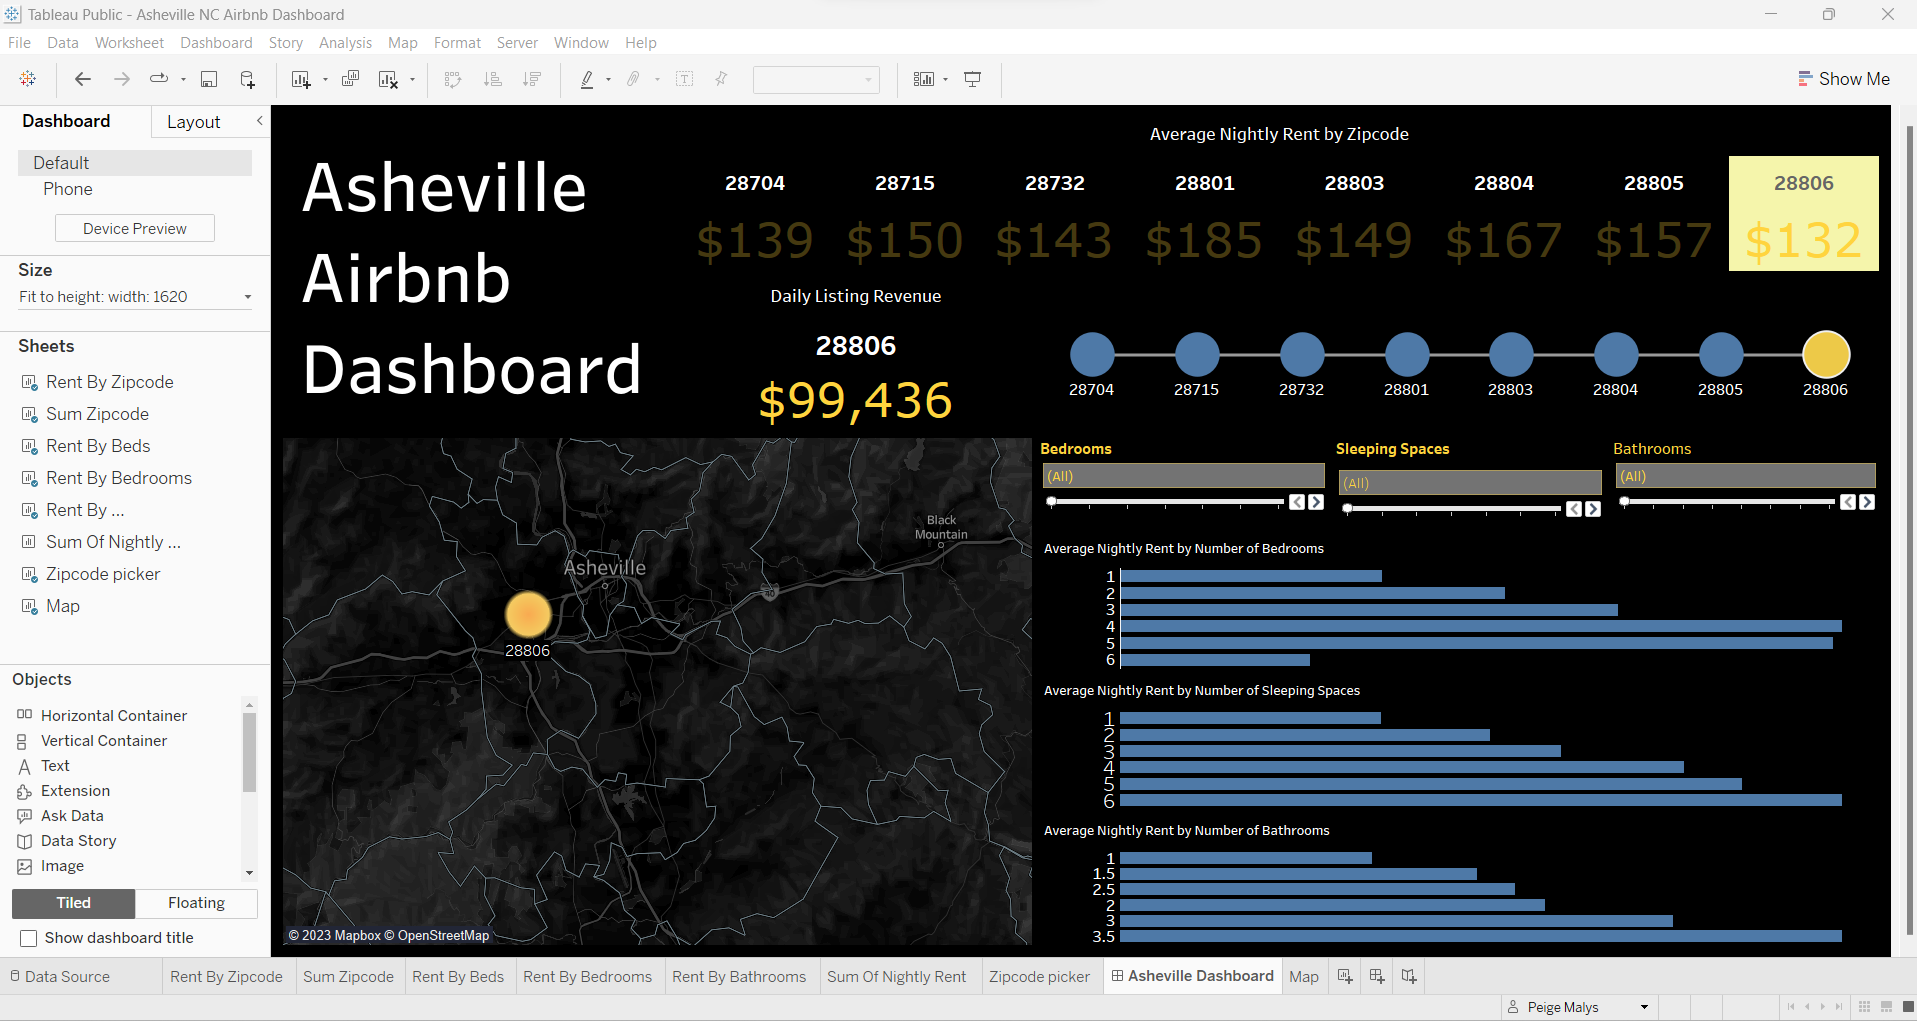 Tableau Public - Asheville NC Airbnb Dashboard
File Data Worksheet Dashboard Story Analysis Map Format Server Window Help
Show Me
Dashboard Layout
Default
Phone
Device Preview
Size
Fit to height: width: 1620
Sheets
Rent By Zipcode
Sum Zipcode
Rent By Beds
Rent By Bedrooms
Rent By ...
Sum Of Nightly ...
Zipcode picker
Map
Objects
Horizontal Container
Vertical Container
Text
Extension
Ask Data
Data Story
Image
Tiled Floating
Show dashboard title
Asheville
Airbnb
Dashboard
Average Nightly Rent by Zipcode
28704 28715 28732 28801 28803 28804 28805 28806
$139 $150 $143 $185 $149 $167 $157 $132
Daily Listing Revenue
28806
$99,436
28704 28715 28732 28801 28803 28804 28805 28806
Black
Mountain
Asheville
40
28806
© 2023 Mapbox © OpenStreetMap
Bedrooms Sleeping Spaces Bathrooms
(All) (All) (All)
Average Nightly Rent by Number of Bedrooms
1
2
3
4
5
6
Average Nightly Rent by Number of Sleeping Spaces
1
2
3
4
5
6
Average Nightly Rent by Number of Bathrooms
1
1.5
2.5
2
3
3.5
Data Source Rent By Zipcode Sum Zipcode Rent By Beds Rent By Bedrooms Rent By Bathrooms Sum Of Nightly Rent Zipcode picker Asheville Dashboard Map
Peige Malys